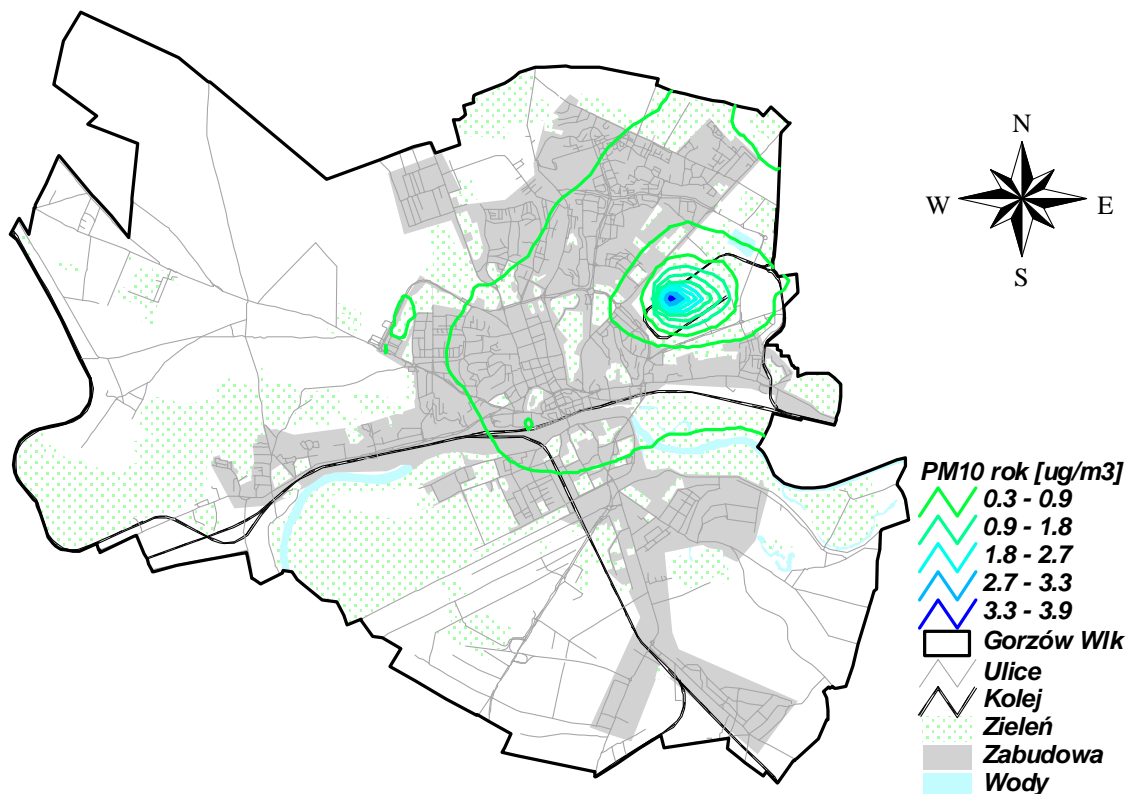 N
W
E
S
PM10 rok [ug/m3]
0.3 - 0.9
0.9 - 1.8
1.8 - 2.7
2.7 - 3.3
3.3 - 3.9
Gorzów Wlk
Ulice
Kolej
Zieleń
Zabudowa
Wody